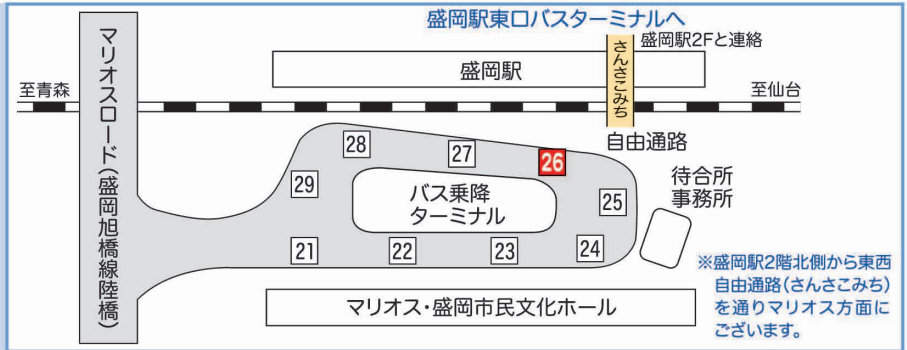 盛岡駅東口バスターミナルへ
盛岡駅2Fと連絡
さんさこみち
盛岡駅
至青森
至仙台
マリオスロード(盛岡旭橋線陸橋)
自由通路
28
27
26
待合所
事務所
29
バス乗降
ターミナル
25
21
22
23
24
※盛岡駅2階北側から東西
自由通路(さんさこみち)
を通りマリオス方面に
ございます。
マリオス・盛岡市民文化ホール